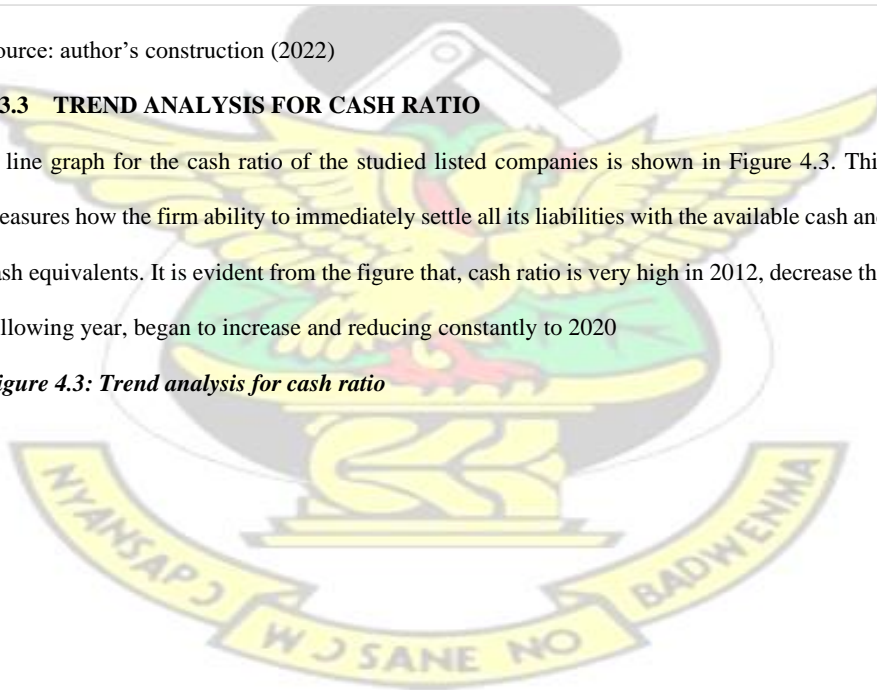 ource: author’s construction (2022)
3.3 TREND ANALYSIS FOR CASH RATIO
line graph for the cash ratio of the studied listed companies is shown in Figure 4.3. Thi
easures how the firm ability to immediately settle all its liabilities with the available cash and
ash equivalents. It is evident from the figure that, cash ratio is very high in 2012, decrease th
llowing year, began to increase and reducing constantly to 2020
igure 4.3: Trend analysis for cash ratio
NYANSAPƆ WƆSANE NO BADWENMA